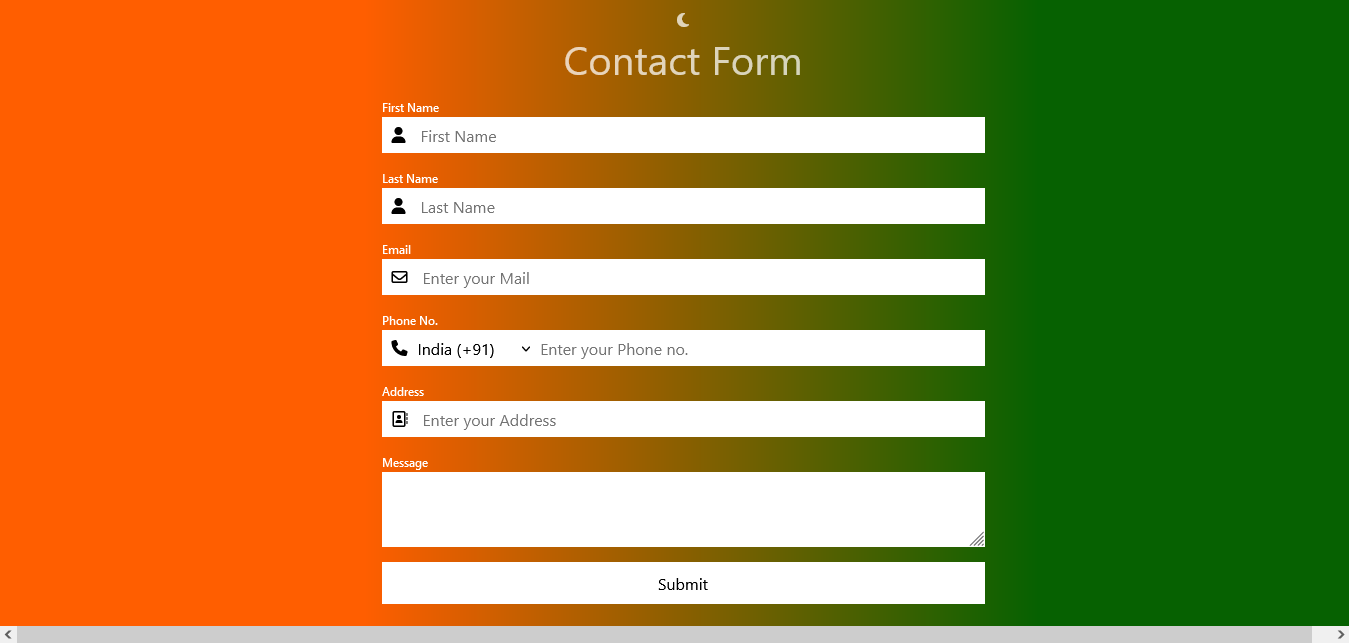 Contact Form
First Name
First Name
Last Name
Last Name
Email
Enter your Mail
Phone No.
India (+91) Enter your Phone no.
Address
Enter your Address
Message
Submit